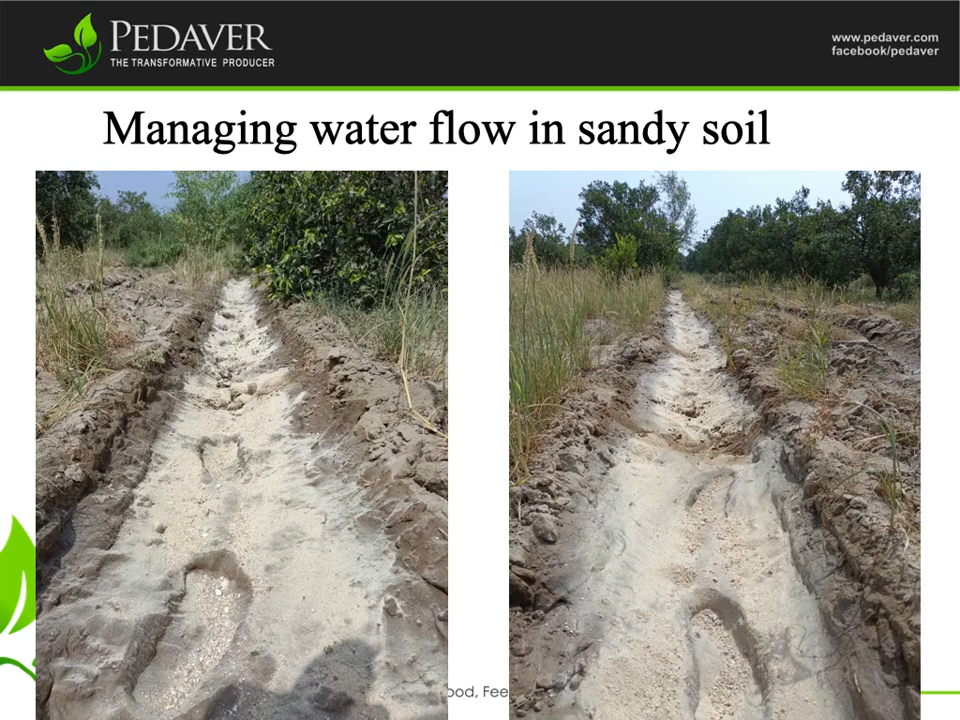 PEDAVER
THE TRANSFORMATIVE PRODUCER
www.pedaver.com
facebook/pedaver
Managing water flow in sandy soil